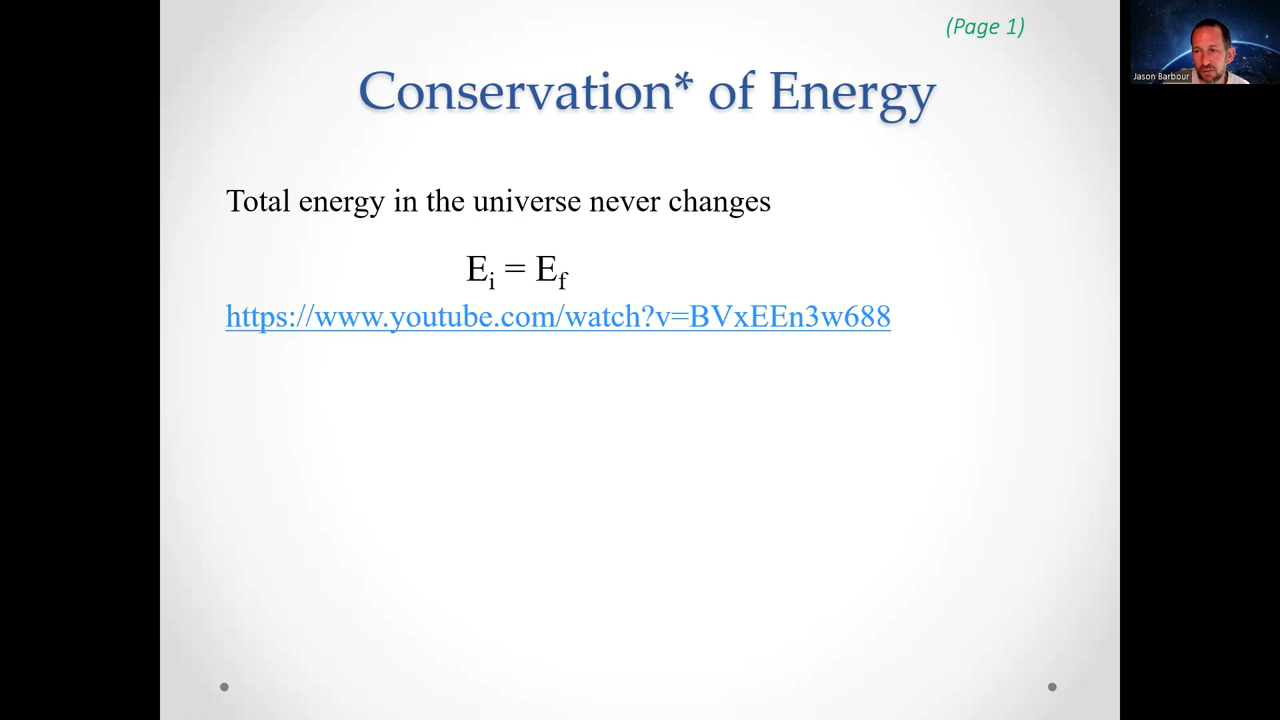 (Page 1)
Jason Barbour
Conservation* of Energy
Total energy in the universe never changes
Eᵢ = E_f
https://www.youtube.com/watch?v=BVxEEn3w688